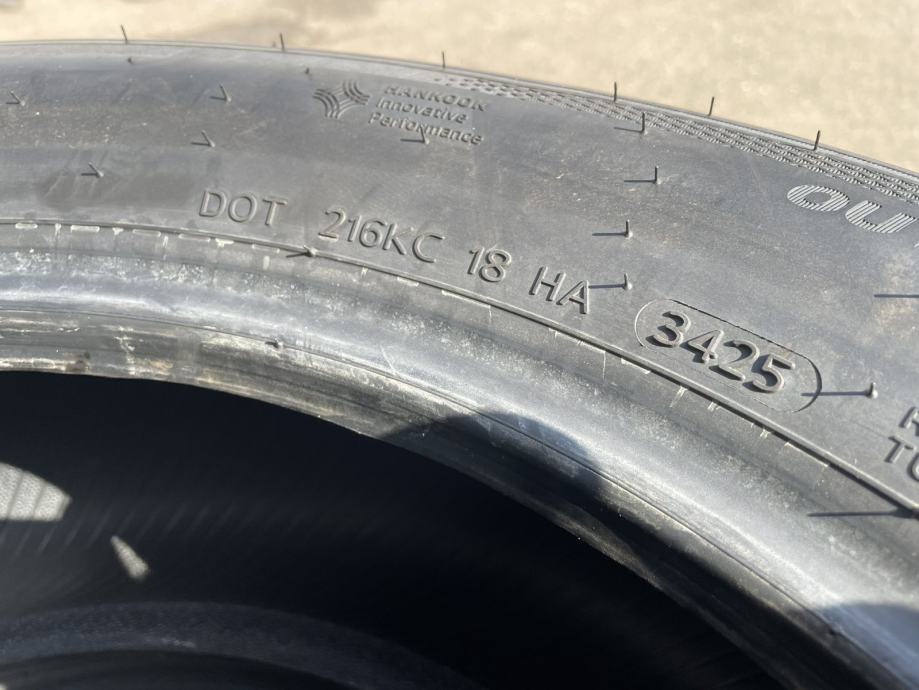 HANKOOK
Innovative
Performance
DOT 216KC 18 HA 3425